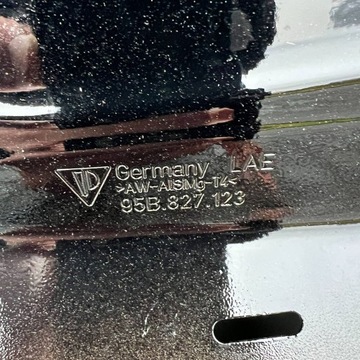 Germany LAE
>AW-AlSiMg-T4<
95B.827.123